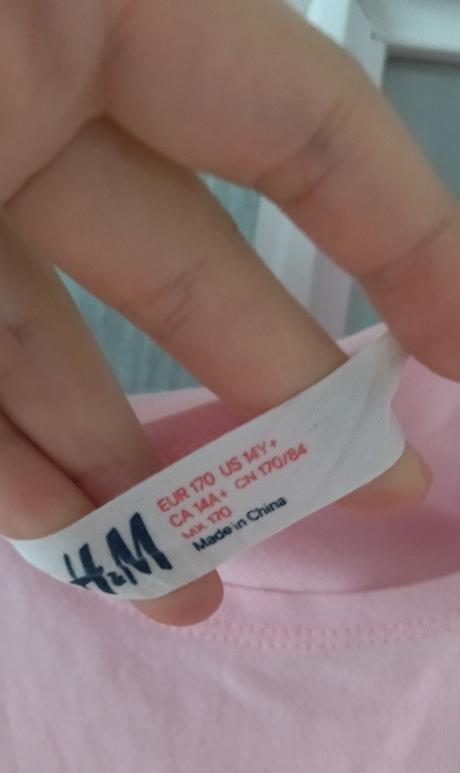 H&M
EUR 170 US 14Y+
CA 14A+ CN 170/84
MX 170
Made in China